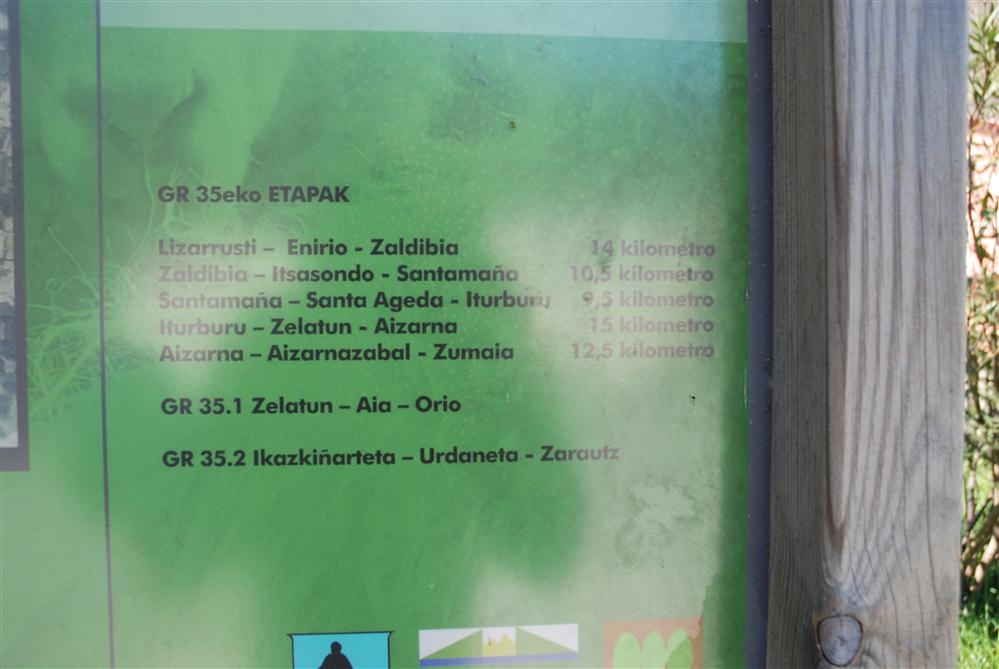 GR 35eko ETAPAK
Lizarrusti – Enirio - Zaldibia 14 kilometro
Zaldibia – Itsasondo - Santamaña 10,5 kilometro
Santamaña – Santa Ageda - Iturburu 9,5 kilometro
Iturburu – Zelatun - Aizarna 15 kilometro
Aizarna – Aizarnazabal - Zumaia 12,5 kilometro
GR 35.1 Zelatun – Aia – Orio
GR 35.2 Ikazkiñarteta – Urdaneta - Zarautz